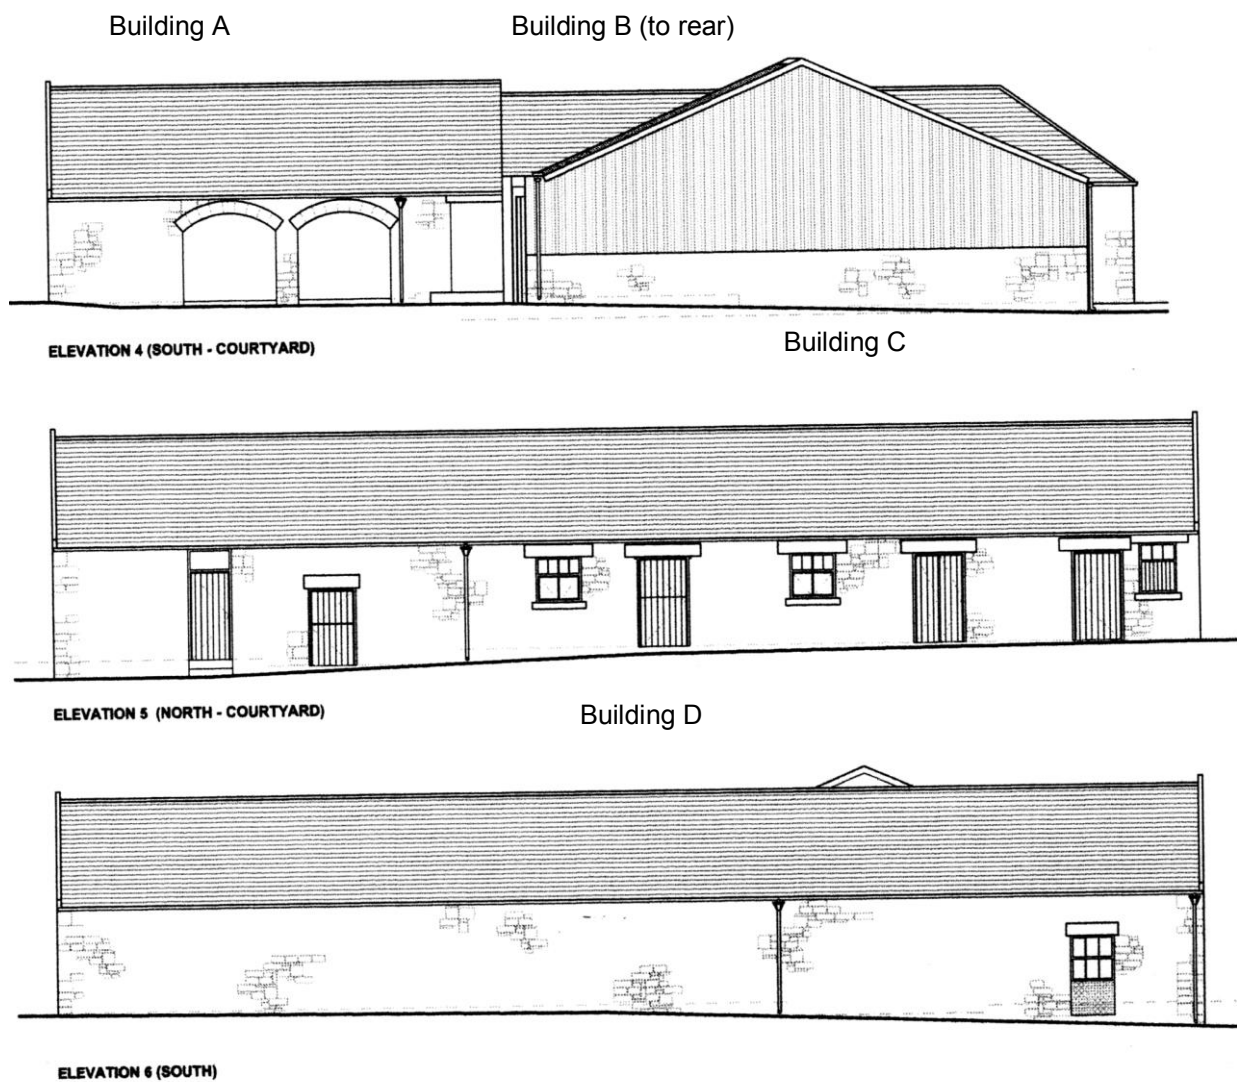 Building A
Building B (to rear)
ELEVATION 4 (SOUTH - COURTYARD)
Building C
ELEVATION 5 (NORTH - COURTYARD)
Building D
ELEVATION 6 (SOUTH)